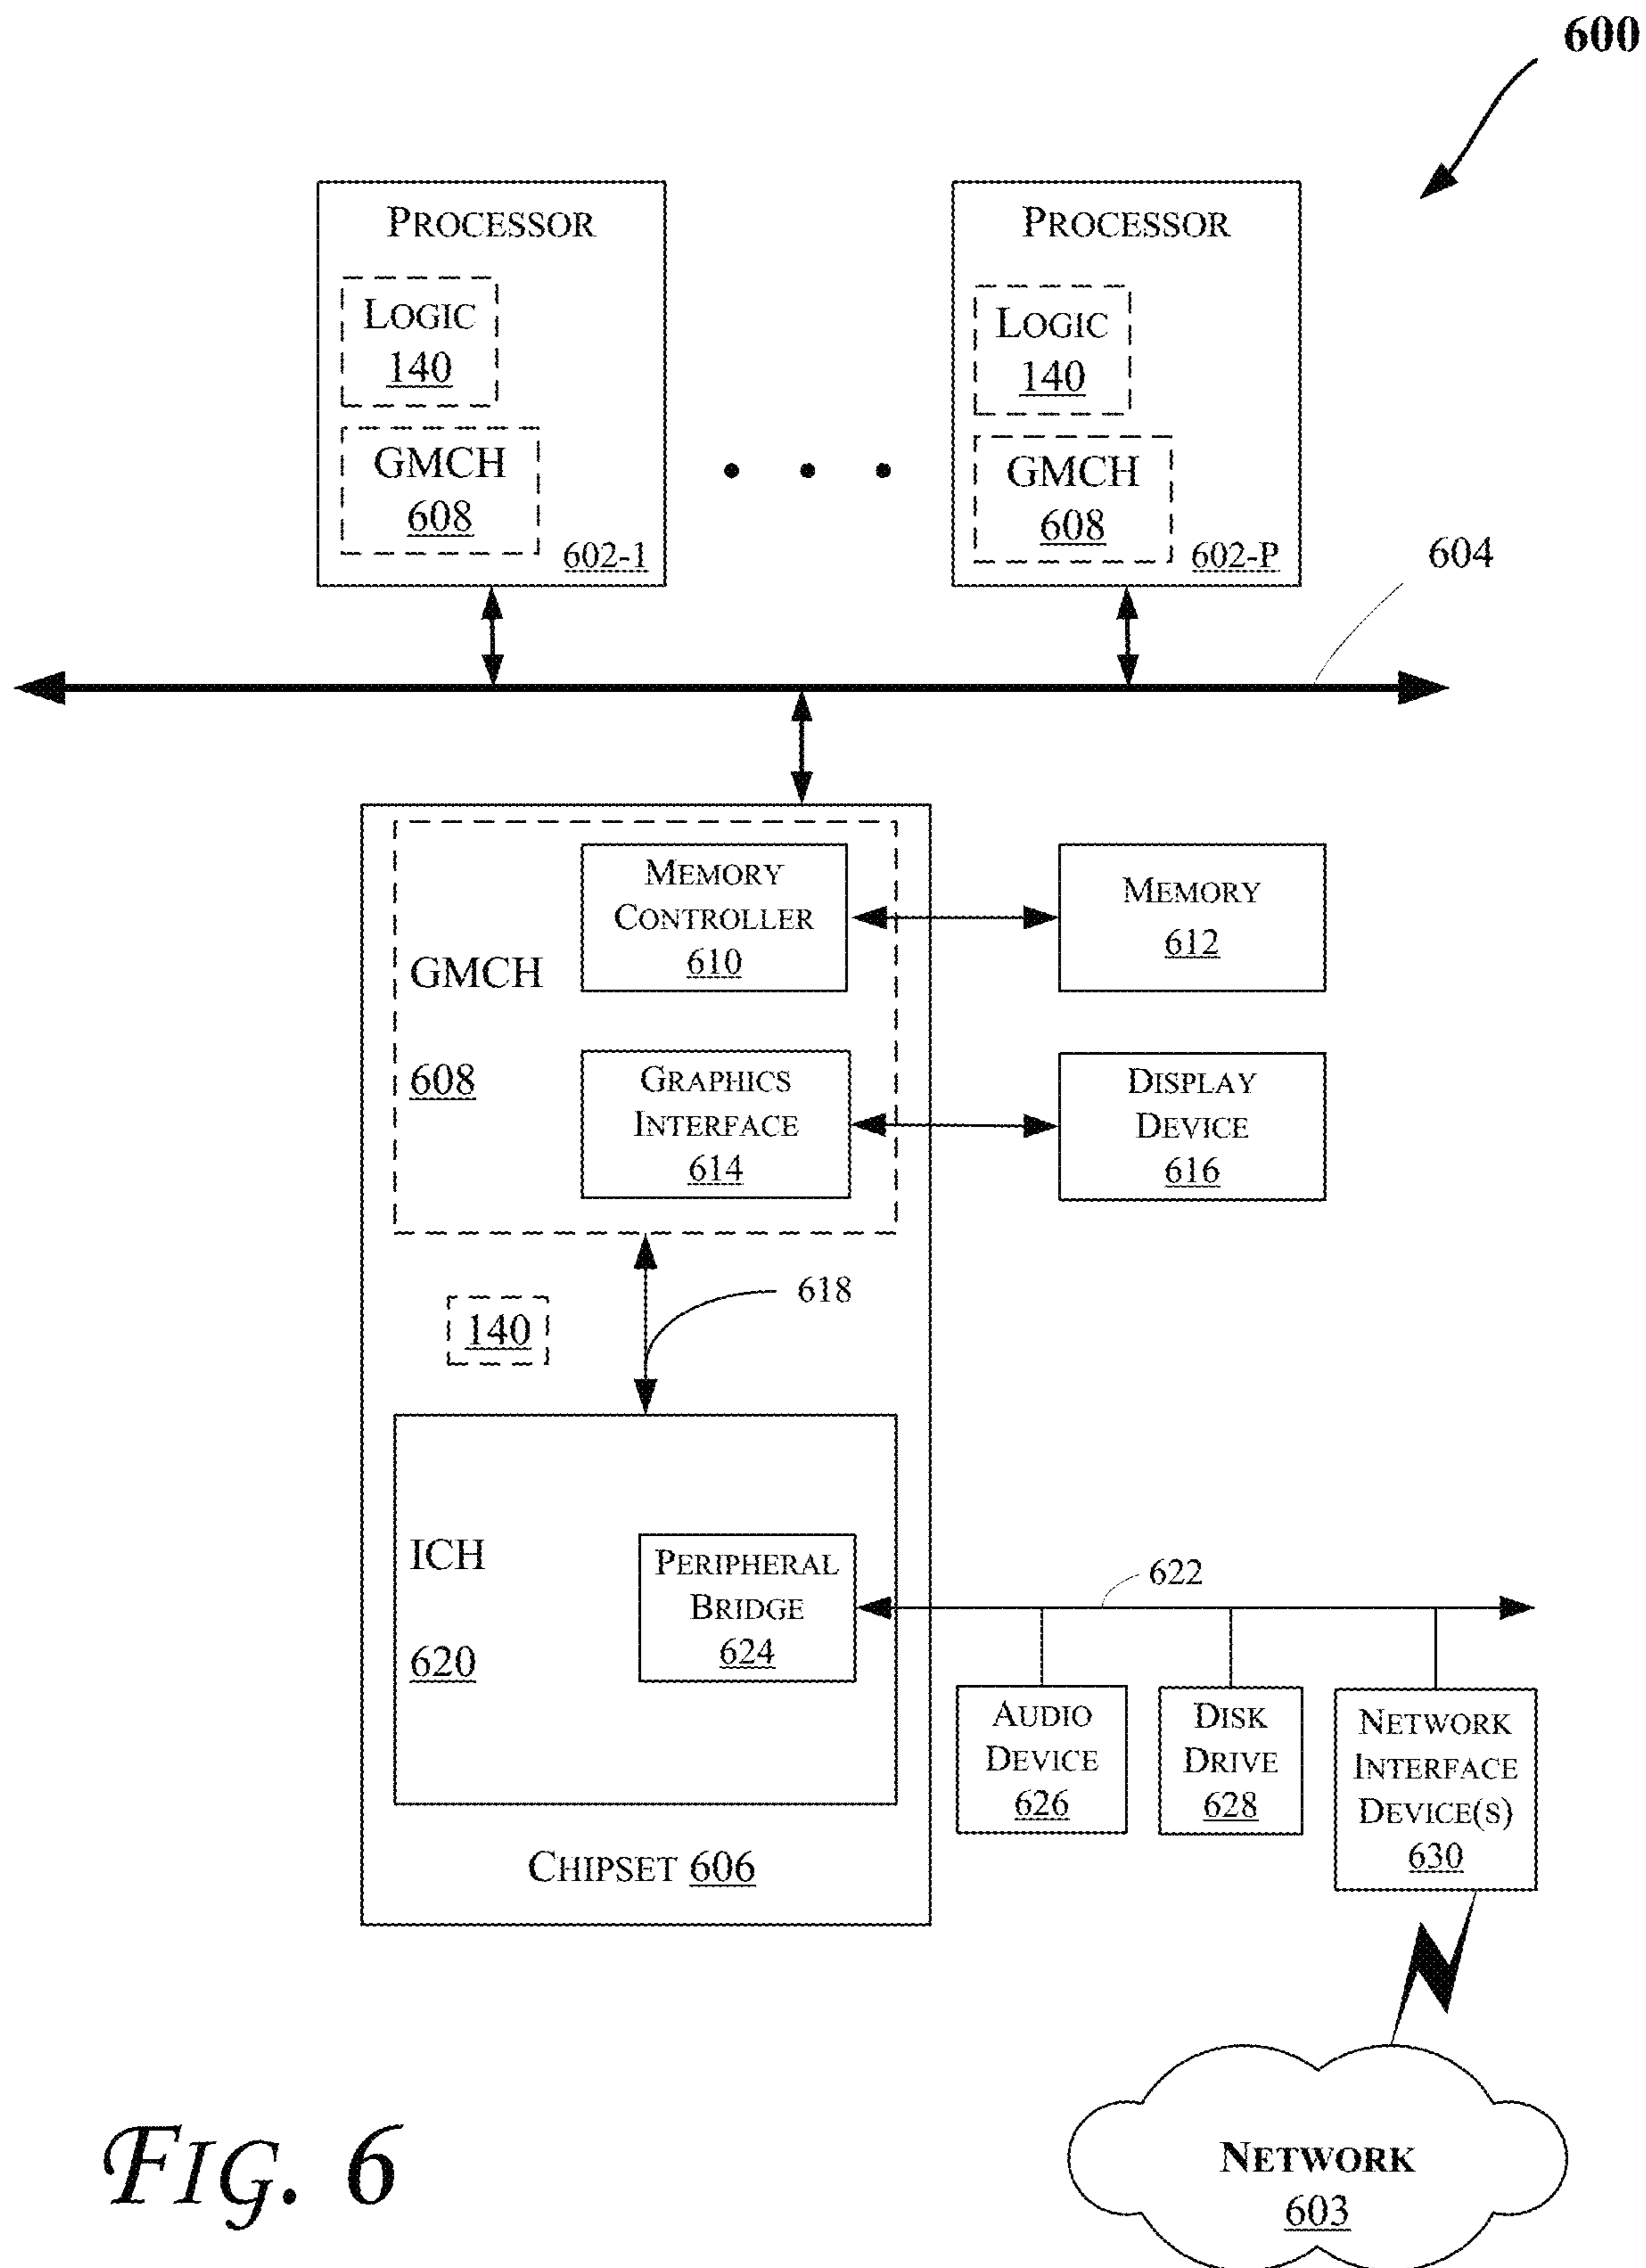 600
PROCESSOR
LOGIC
140
GMCH
608
602-1
PROCESSOR
LOGIC
140
GMCH
608
602-P
604
MEMORY
CONTROLLER
610
MEMORY
612
GMCH
608
GRAPHICS
INTERFACE
614
DISPLAY
DEVICE
616
618
140
ICH
620
PERIPHERAL
BRIDGE
624
622
AUDIO
DEVICE
626
DISK
DRIVE
628
NETWORK
INTERFACE
DEVICE(S)
630
CHIPSET 606
NETWORK
603
FIG. 6